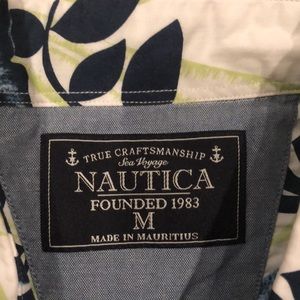 TRUE CRAFTSMANSHIP
Sea Voyage
NAUTICA
FOUNDED 1983
M
MADE IN MAURITIUS